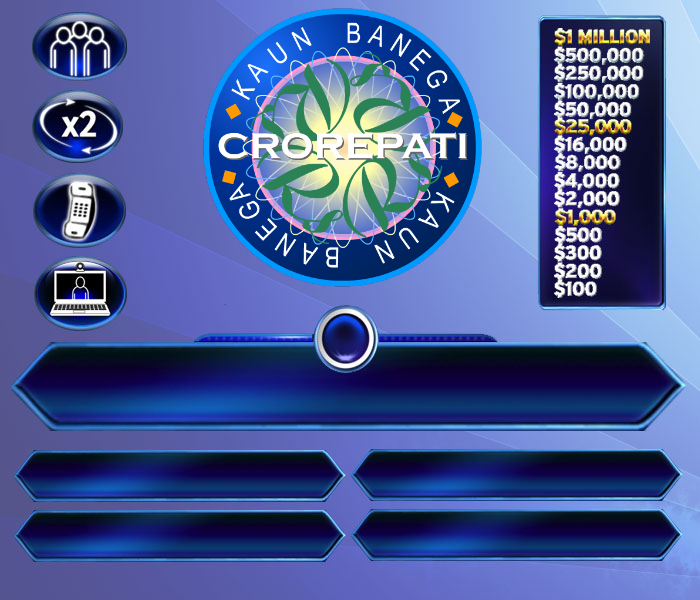 KAUN BANEGA
CROREPATI
KAUN BANEGA
x2
$1 MILLION
$500,000
$250,000
$100,000
$50,000
$25,000
$16,000
$8,000
$4,000
$2,000
$1,000
$500
$300
$200
$100